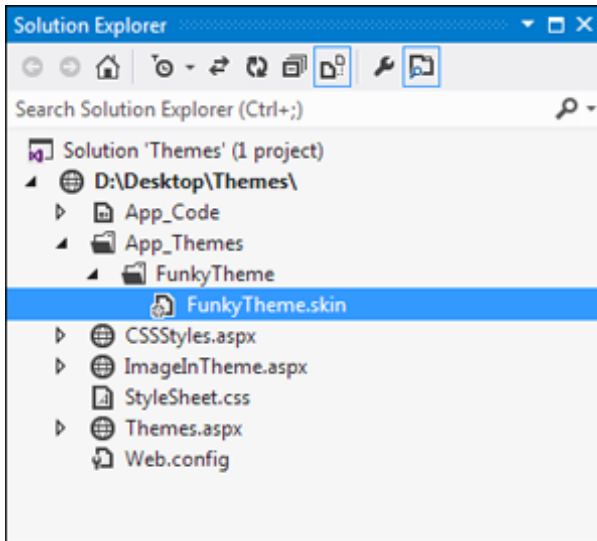 Solution Explorer
Search Solution Explorer (Ctrl+;)
Solution 'Themes' (1 project)
D:\Desktop\Themes\
App_Code
App_Themes
FunkyTheme
FunkyTheme.skin
CSSStyles.aspx
ImageInTheme.aspx
StyleSheet.css
Themes.aspx
Web.config